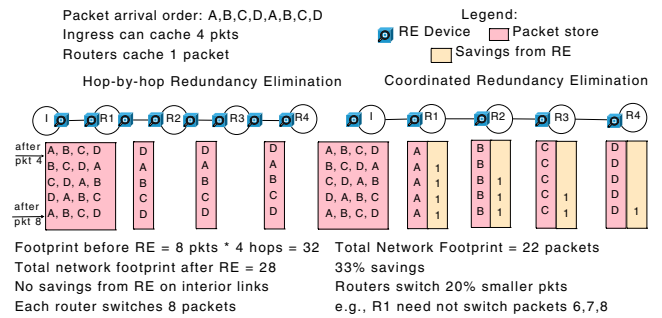 Packet arrival order: A,B,C,D,A,B,C,D
Ingress can cache 4 pkts
Routers cache 1 packet
Legend:
RE Device
Packet store
Savings from RE
Hop-by-hop Redundancy Elimination
Coordinated Redundancy Elimination
I R1 R2 R3 R4
I R1 R2 R3 R4
after pkt 4
A, B, C, D D D D
B, C, D, A A A A
C, D, A, B B B B
D, A, B, C C C C
after pkt 8
A, B, C, D D D D
A, B, C, D A B C D
A, B, C, D A 1 B C D
A, B, C, D A 1 B 1 C D
A, B, C, D A 1 B 1 C 1 D
A, B, C, D A 1 B 1 C 1 D 1
Footprint before RE = 8 pkts * 4 hops = 32
Total network footprint after RE = 28
No savings from RE on interior links
Each router switches 8 packets
Total Network Footprint = 22 packets
33% savings
Routers switch 20% smaller pkts
e.g., R1 need not switch packets 6,7,8